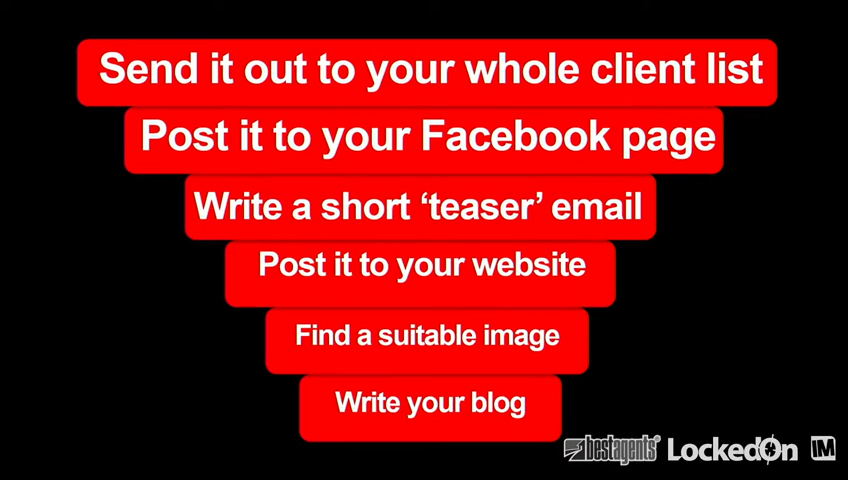 Send it out to your whole client list
Post it to your Facebook page
Write a short ‘teaser’ email
Post it to your website
Find a suitable image
Write your blog
bestagents® LockedOn IM